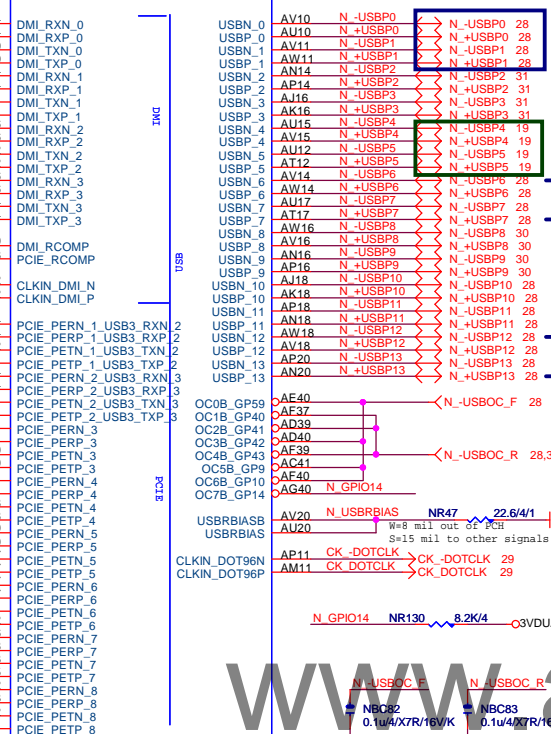 DMI_RXN_0
DMI_RXP_0
DMI_TXN_0
DMI_TXP_0
DMI_RXN_1
DMI_RXP_1
DMI_TXN_1
DMI_TXP_1
DMI_RXN_2
DMI_RXP_2
DMI_TXN_2
DMI_TXP_2
DMI_RXN_3
DMI_RXP_3
DMI_TXN_3
DMI_TXP_3
DMI_RCOMP
PCIE_RCOMP
CLKIN_DMI_N
CLKIN_DMI_P
PCIE_PERN_1_USB3_RXN_2
PCIE_PERP_1_USB3_RXP_2
PCIE_PETN_1_USB3_TXN_2
PCIE_PETP_1_USB3_TXP_2
PCIE_PERN_2_USB3_RXN_3
PCIE_PERP_2_USB3_RXP_3
PCIE_PETN_2_USB3_TXN_3
PCIE_PETP_2_USB3_TXP_3
PCIE_PERN_3
PCIE_PERP_3
PCIE_PETN_3
PCIE_PETP_3
PCIE_PERN_4
PCIE_PERP_4
PCIE_PETN_4
PCIE_PETP_4
PCIE_PERN_5
PCIE_PERP_5
PCIE_PETN_5
PCIE_PETP_5
PCIE_PERN_6
PCIE_PERP_6
PCIE_PETN_6
PCIE_PETP_6
PCIE_PERN_7
PCIE_PERP_7
PCIE_PETN_7
PCIE_PETP_7
PCIE_PERN_8
PCIE_PERP_8
PCIE_PETN_8
PCIE_PETP_8
DMI
USB
PCIE
USBN_0 AV10 N_-USBP0 N_-USBP0 28
USBP_0 AU10 N_+USBP0 N_+USBP0 28
USBN_1 AV11 N_-USBP1 N_-USBP1 28
USBP_1 AW11 N_+USBP1 N_+USBP1 28
USBN_2 AN14 N_-USBP2 N_-USBP2 31
USBP_2 AP14 N_+USBP2 N_+USBP2 31
USBN_3 AJ16 N_-USBP3 N_-USBP3 31
USBP_3 AK16 N_+USBP3 N_+USBP3 31
USBN_4 AU15 N_-USBP4 N_-USBP4 19
USBP_4 AV15 N_+USBP4 N_+USBP4 19
USBN_5 AU12 N_-USBP5 N_-USBP5 19
USBP_5 AT12 N_+USBP5 N_+USBP5 19
USBN_6 AV14 N_-USBP6 N_-USBP6 28
USBP_6 AW14 N_+USBP6 N_+USBP6 28
USBN_7 AU17 N_-USBP7 N_-USBP7 28
USBP_7 AT17 N_+USBP7 N_+USBP7 28
USBN_8 AW16 N_-USBP8 N_-USBP8 30
USBP_8 AV16 N_+USBP8 N_+USBP8 30
USBN_9 AN16 N_-USBP9 N_-USBP9 30
USBP_9 AP16 N_+USBP9 N_+USBP9 30
USBN_10 AJ18 N_-USBP10 N_-USBP10 28
USBP_10 AK18 N_+USBP10 N_+USBP10 28
USBN_11 AP18 N_-USBP11 N_-USBP11 28
USBP_11 AN18 N_+USBP11 N_+USBP11 28
USBN_12 AW18 N_-USBP12 N_-USBP12 28
USBP_12 AV18 N_+USBP12 N_+USBP12 28
USBN_13 AP20 N_-USBP13 N_-USBP13 28
USBP_13 AN20 N_+USBP13 N_+USBP13 28
OC0B_GP59 AE40 N_-USBOC_F 28
OC1B_GP40 AF37
OC2B_GP41 AD39
OC3B_GP42 AD40
OC4B_GP43 AF39 N_-USBOC_R 28,3
OC5B_GP9 AC41
OC6B_GP10 AF40
OC7B_GP14 AG40 N_GPIO14
USBRBIASB AV20 N_USBRBIAS NR47 22.6/4/1
USBRBIAS AU20 W=8 mil out of PCH
S=15 mil to other signals
CLKIN_DOT96N AP11 CK_-DOTCLK CK_-DOTCLK 29
CLKIN_DOT96P AM11 CK_DOTCLK CK_DOTCLK 29
N_GPIO14 NR130 8.2K/4 3VDU
N_-USBOC_F N_-USBOC_R
NBC82 NBC83
0.1u/4/X7R/16V/K 0.1u/4/X7R/16
www.